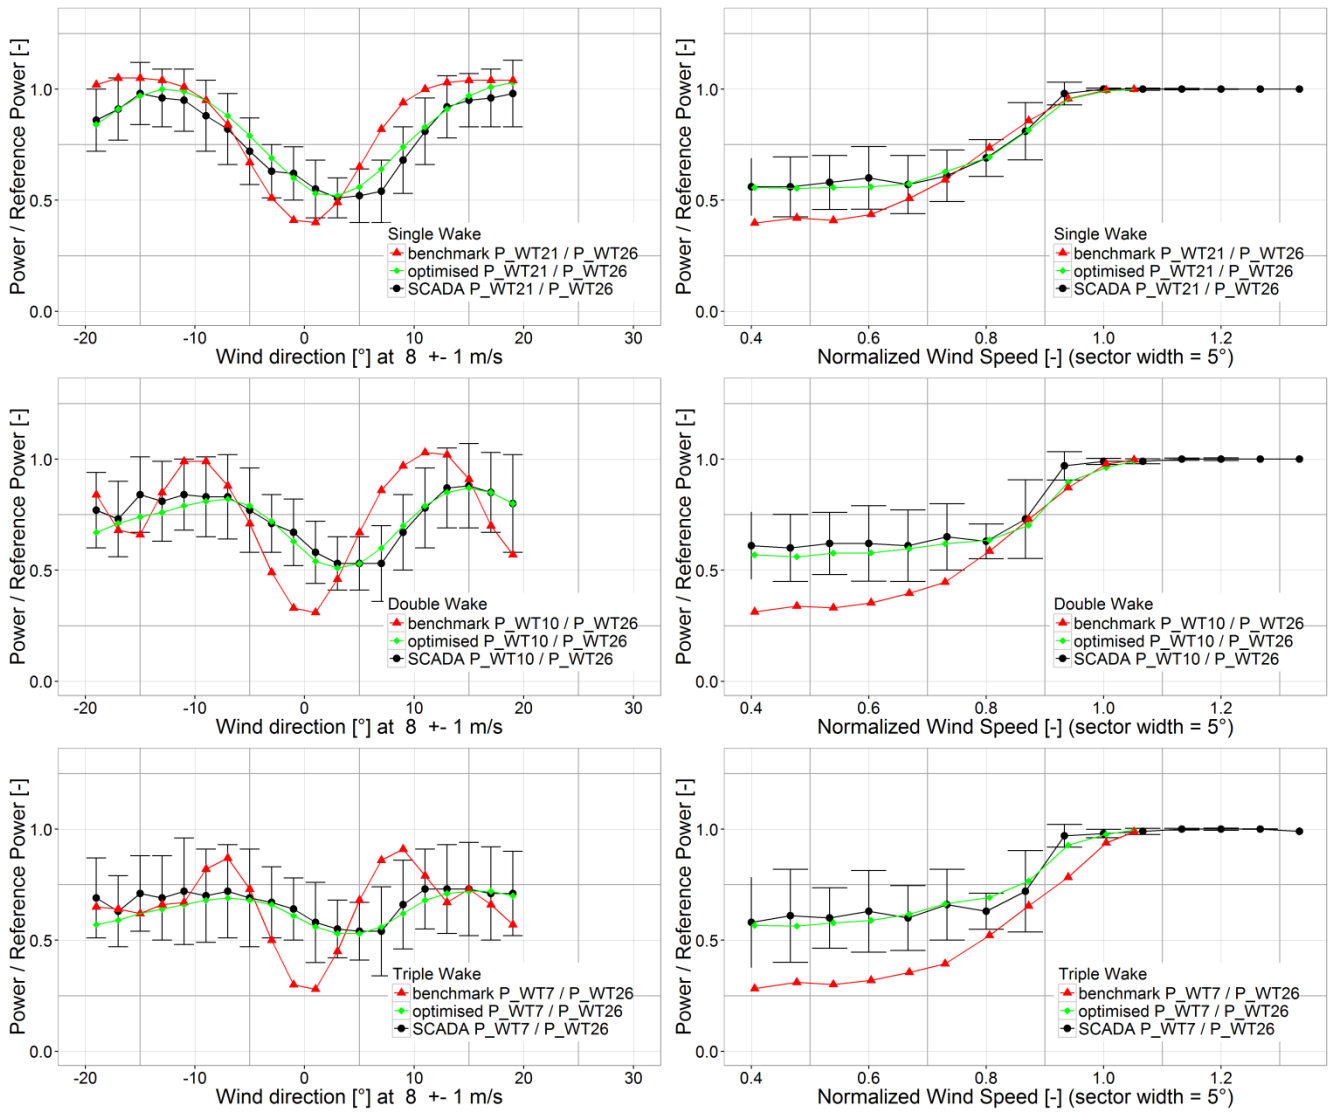 Power / Reference Power [-]
1.0
0.5
0.0
Single Wake
benchmark P_WT21 / P_WT26
optimised P_WT21 / P_WT26
SCADA P_WT21 / P_WT26
-20 -10 0 10 20 30
Wind direction [°] at 8 +- 1 m/s
Power / Reference Power [-]
1.0
0.5
0.0
Single Wake
benchmark P_WT21 / P_WT26
optimised P_WT21 / P_WT26
SCADA P_WT21 / P_WT26
0.4 0.6 0.8 1.0 1.2
Normalized Wind Speed [-] (sector width = 5°)
Power / Reference Power [-]
1.0
0.5
0.0
Double Wake
benchmark P_WT10 / P_WT26
optimised P_WT10 / P_WT26
SCADA P_WT10 / P_WT26
-20 -10 0 10 20 30
Wind direction [°] at 8 +- 1 m/s
Power / Reference Power [-]
1.0
0.5
0.0
Double Wake
benchmark P_WT10 / P_WT26
optimised P_WT10 / P_WT26
SCADA P_WT10 / P_WT26
0.4 0.6 0.8 1.0 1.2
Normalized Wind Speed [-] (sector width = 5°)
Power / Reference Power [-]
1.0
0.5
0.0
Triple Wake
benchmark P_WT7 / P_WT26
optimised P_WT7 / P_WT26
SCADA P_WT7 / P_WT26
-20 -10 0 10 20 30
Wind direction [°] at 8 +- 1 m/s
Power / Reference Power [-]
1.0
0.5
0.0
Triple Wake
benchmark P_WT7 / P_WT26
optimised P_WT7 / P_WT26
SCADA P_WT7 / P_WT26
0.4 0.6 0.8 1.0 1.2
Normalized Wind Speed [-] (sector width = 5°)